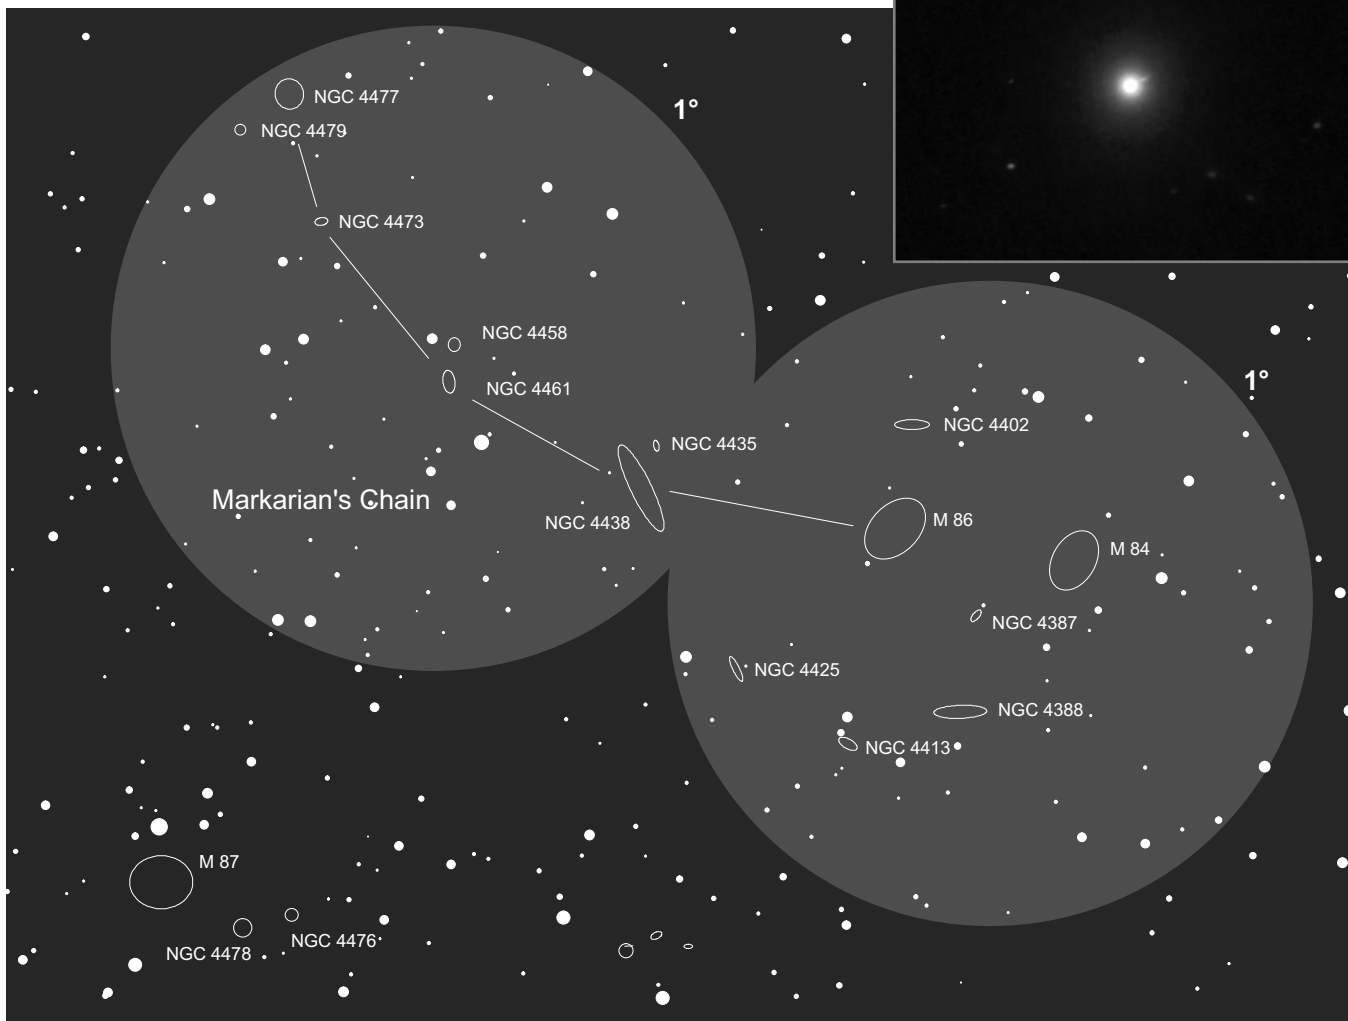 NGC 4477
1°
NGC 4479
NGC 4473
NGC 4458
1°
NGC 4461
NGC 4402
NGC 4435
Markarian's Chain
NGC 4438
M 86
M 84
NGC 4387
NGC 4425
NGC 4388
NGC 4413
M 87
NGC 4476
NGC 4478